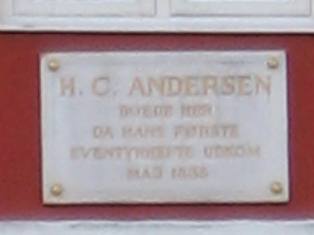 H. C. ANDERSEN
BOEDE HER
DA HANS FØRSTE
EVENTYRHEFTE UDKOM
MAJ 1835